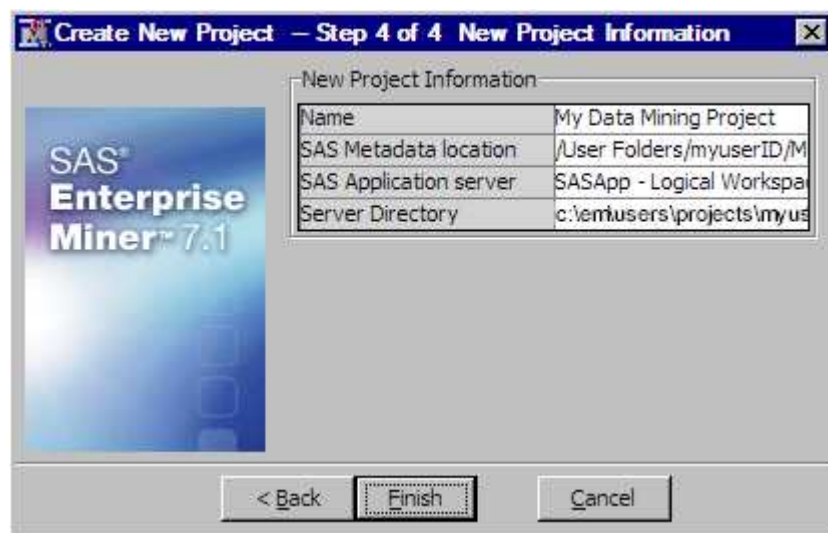 Create New Project – Step 4 of 4 New Project Information
New Project Information
Name My Data Mining Project
SAS Metadata location /User Folders/myuserID/M
SAS Application server SASApp - Logical Workspa
Server Directory c:\em\users\projects\myus
SAS®
Enterprise
Miner™ 7.1
< Back Finish Cancel